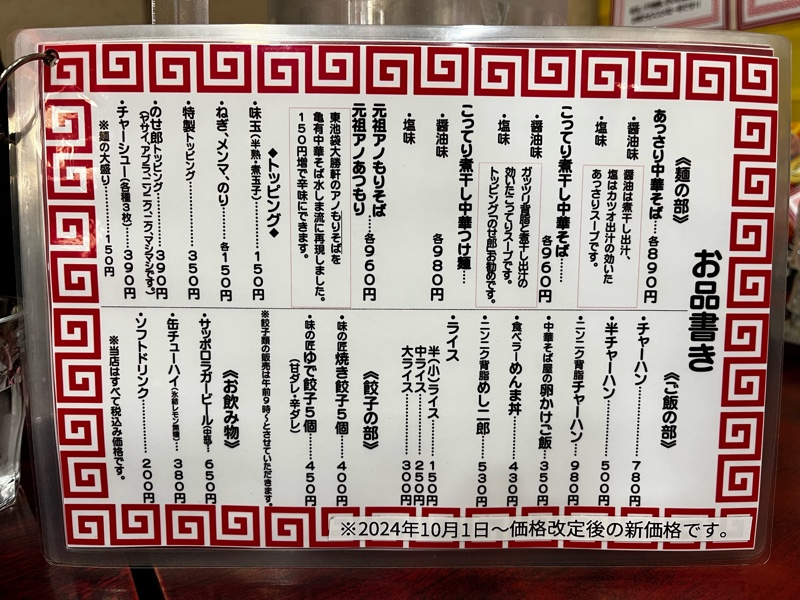 お品書き
《麺の部》
あっさり中華そば…各890円
・醤油味
・塩味
醤油は煮干し出汁、
塩はカツオ出汁の効いた
あっさりスープです。
こってり煮干し中華そば……
各960円
・醤油味
・塩味
ガッツリ背脂と煮干し出汁の
効いたこってりスープです。
トッピング「のせ郎」お勧めです。
こってり煮干し中華つけ麺…
各980円
・醤油味
・塩味
元祖アノもりそば
元祖アノあつもり…各960円
東池袋大勝軒のアノもりそばを
亀有中華そば水しま流に再現しました。
150円増で辛味にできます。
◆トッピング◆
・味玉(半熟・煮玉子)………150円
・ねぎ、メンマ、のり……各150円
・特製トッピング…………350円
・のせ郎トッピング………390円
(ヤサイ、アブラ、ニンニク、マシマシです。)
・チャーシュー(各種3枚)…390円
※麺の大盛り…………150円
《ご飯の部》
・チャーハン……………780円
・半チャーハン…………500円
・ニンニク背脂チャーハン…980円
・中華そば屋の卵かけご飯…350円
・食べラーめんま丼………430円
・ニンニク背脂めし二郎……530円
・ライス
半(小)ライス………150円
中ライス…………250円
大ライス…………300円
《餃子の部》
・味の匠焼き餃子5個……400円
・味の匠ゆで餃子5個……450円
(甘ダレ・辛ダレ)
※餃子類の販売は午前9時〜とさせていただきます。
《お飲み物》
・サッポロラガービール(中瓶)…650円
・缶チューハイ(氷結レモン無糖)…380円
・ソフトドリンク…………200円
※当店はすべて税込み価格です。
※2024年10月1日〜価格改定後の新価格です。